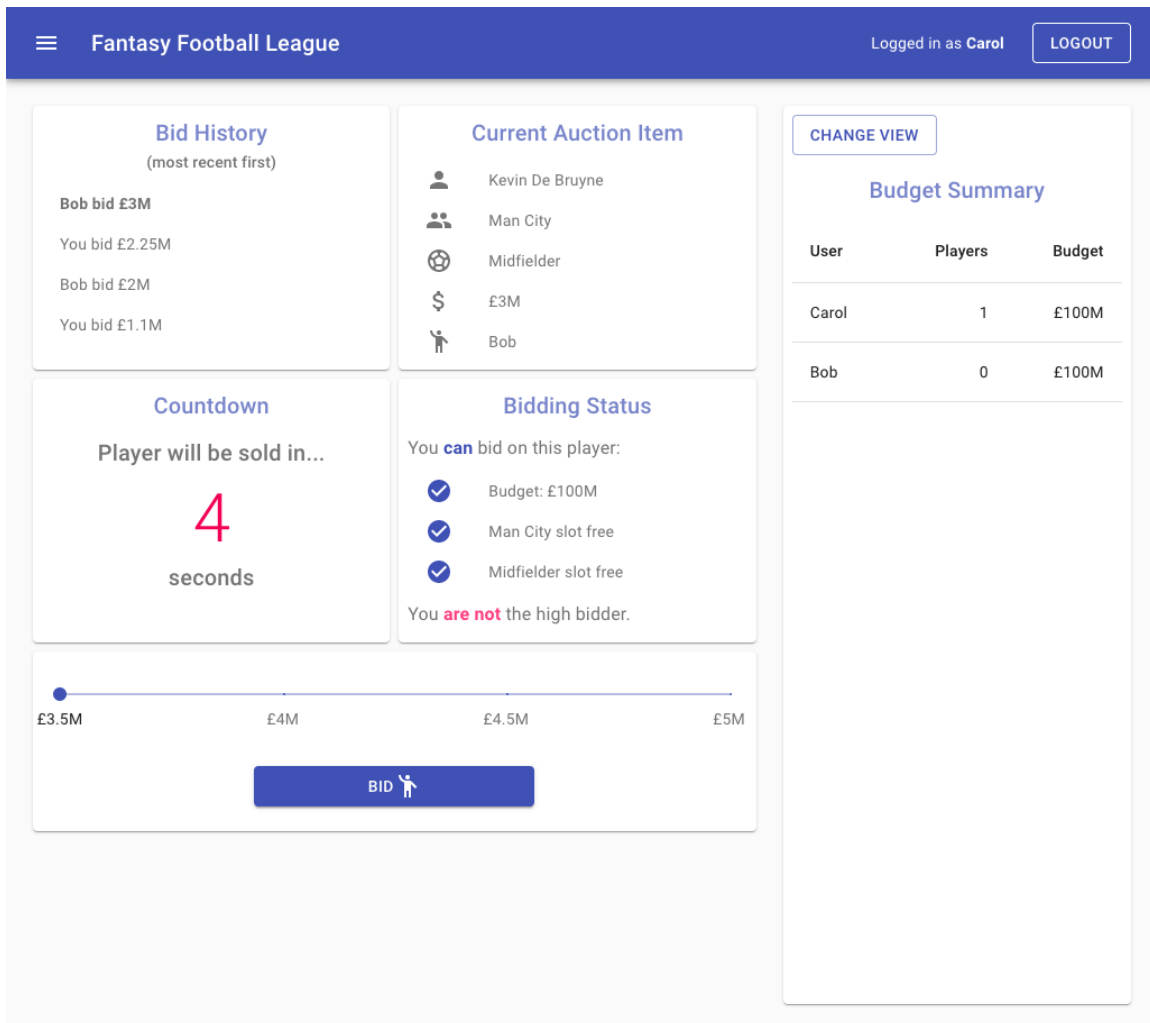 Fantasy Football League
Logged in as Carol
LOGOUT
Bid History
(most recent first)
Bob bid £3M
You bid £2.25M
Bob bid £2M
You bid £1.1M
Current Auction Item
Kevin De Bruyne
Man City
Midfielder
£3M
Bob
Countdown
Player will be sold in...
4
seconds
Bidding Status
You can bid on this player:
Budget: £100M
Man City slot free
Midfielder slot free
You are not the high bidder.
£3.5M £4M £4.5M £5M
BID
CHANGE VIEW
Budget Summary
User Players Budget
Carol 1 £100M
Bob 0 £100M